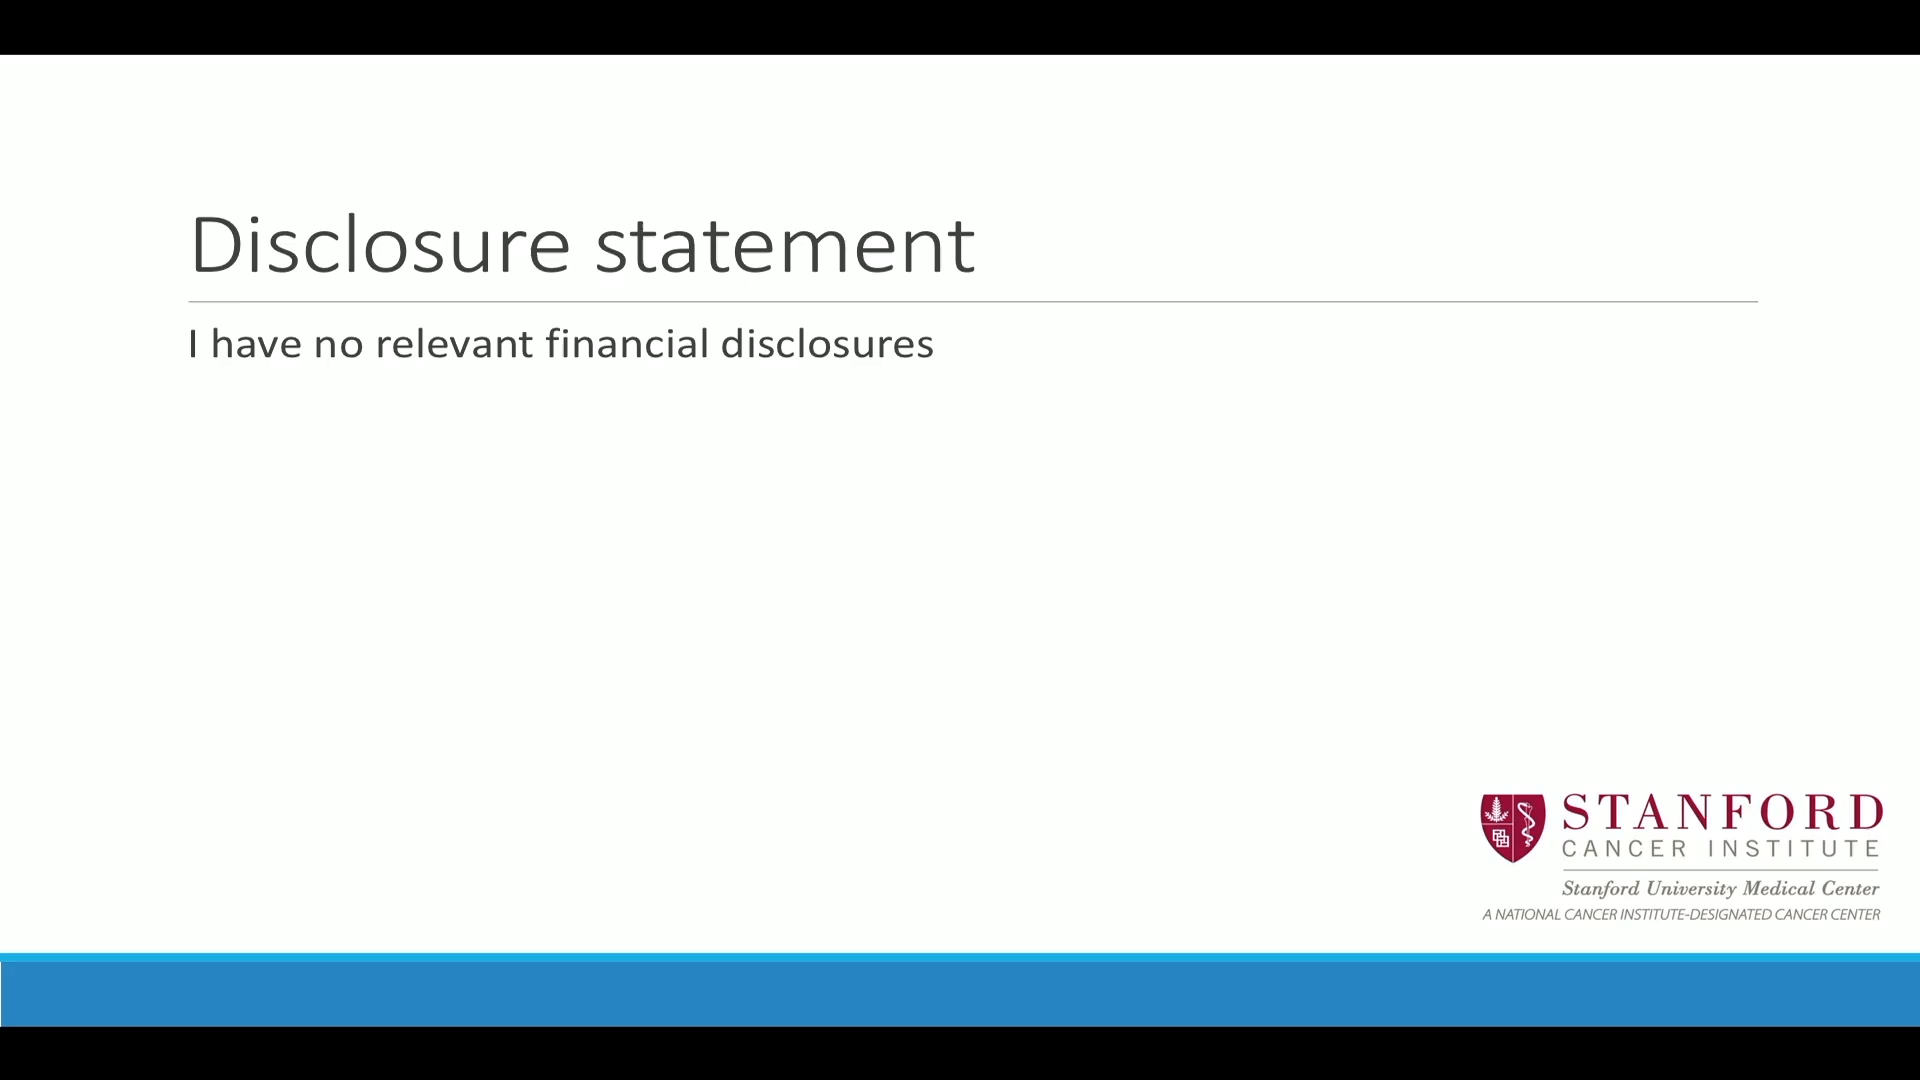 Disclosure statement
I have no relevant financial disclosures
STANFORD
CANCER INSTITUTE
Stanford University Medical Center
A NATIONAL CANCER INSTITUTE-DESIGNATED CANCER CENTER